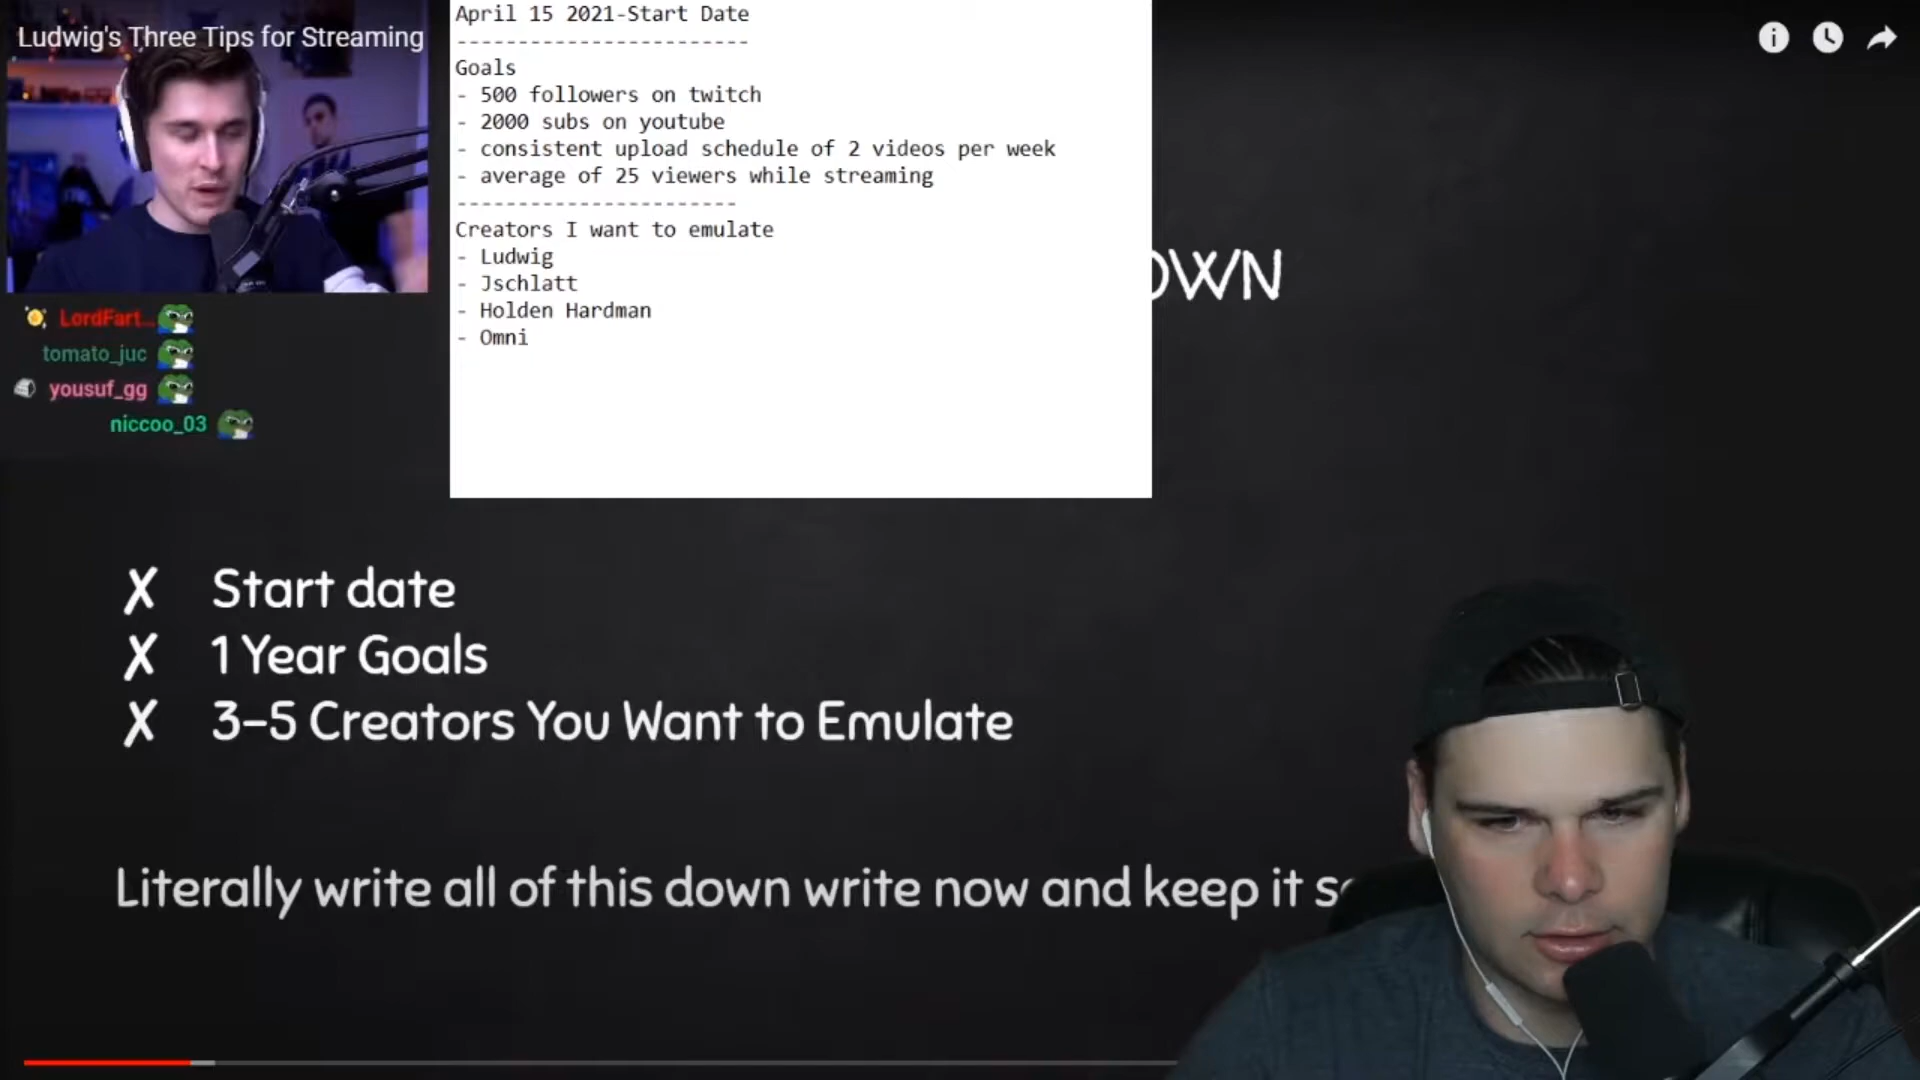 Ludwig's Three Tips for Streaming
April 15 2021-Start Date
------------------------
Goals
- 500 followers on twitch
- 2000 subs on youtube
- consistent upload schedule of 2 videos per week
- average of 25 viewers while streaming
-----------------------
Creators I want to emulate
- Ludwig
- Jschlatt
- Holden Hardman
- Omni
OWN
LordFart...
tomato_juc
yousuf_gg
niccoo_03
X Start date
X 1 Year Goals
X 3-5 Creators You Want to Emulate
Literally write all of this down write now and keep it so